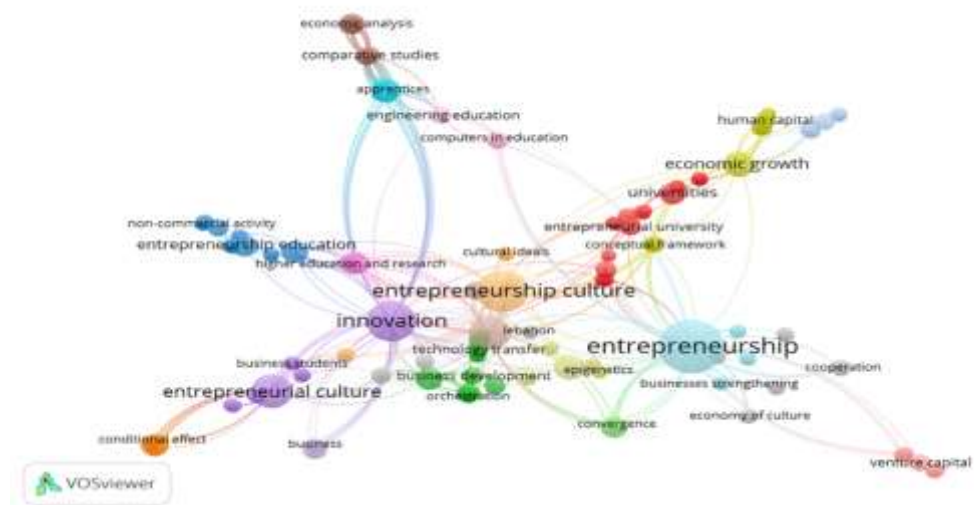 economic analysis
comparative studies
apprentices
engineering education
computers in education
human capital
economic growth
universities
non-commercial activity
entrepreneurship education
entrepreneurial university
conceptual framework
cultural ideals
higher education and research
entrepreneurship culture
innovation
lebanon
entrepreneurship
technology transfer
business students
business development
epigenetics
cooperation
businesses strengthening
entrepreneurial culture
orchestration
economy of culture
convergence
conditional effect
business
venture capital
VOSviewer